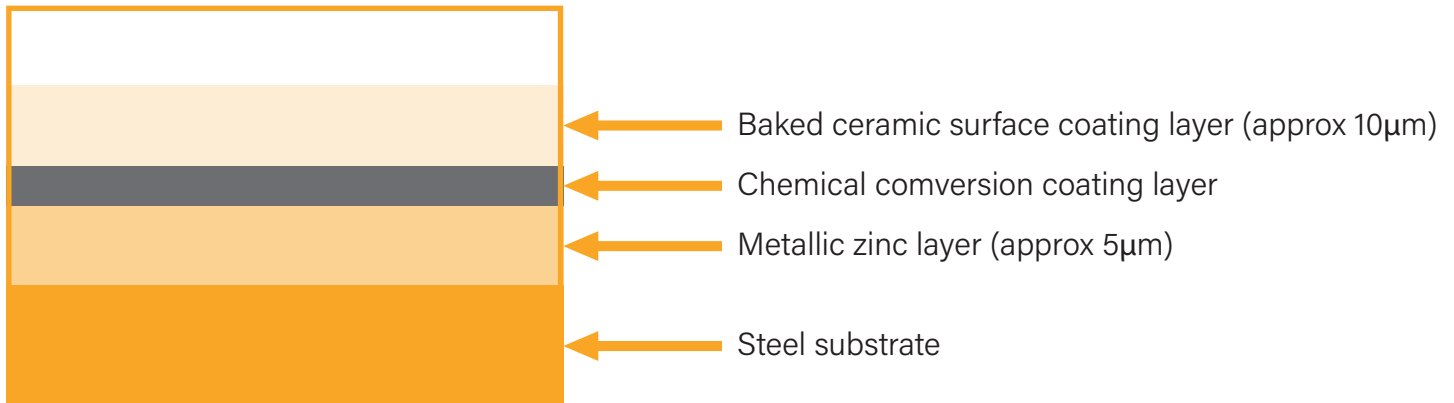 Baked ceramic surface coating layer (approx 10μm)
Chemical comversion coating layer
Metallic zinc layer (approx 5μm)
Steel substrate